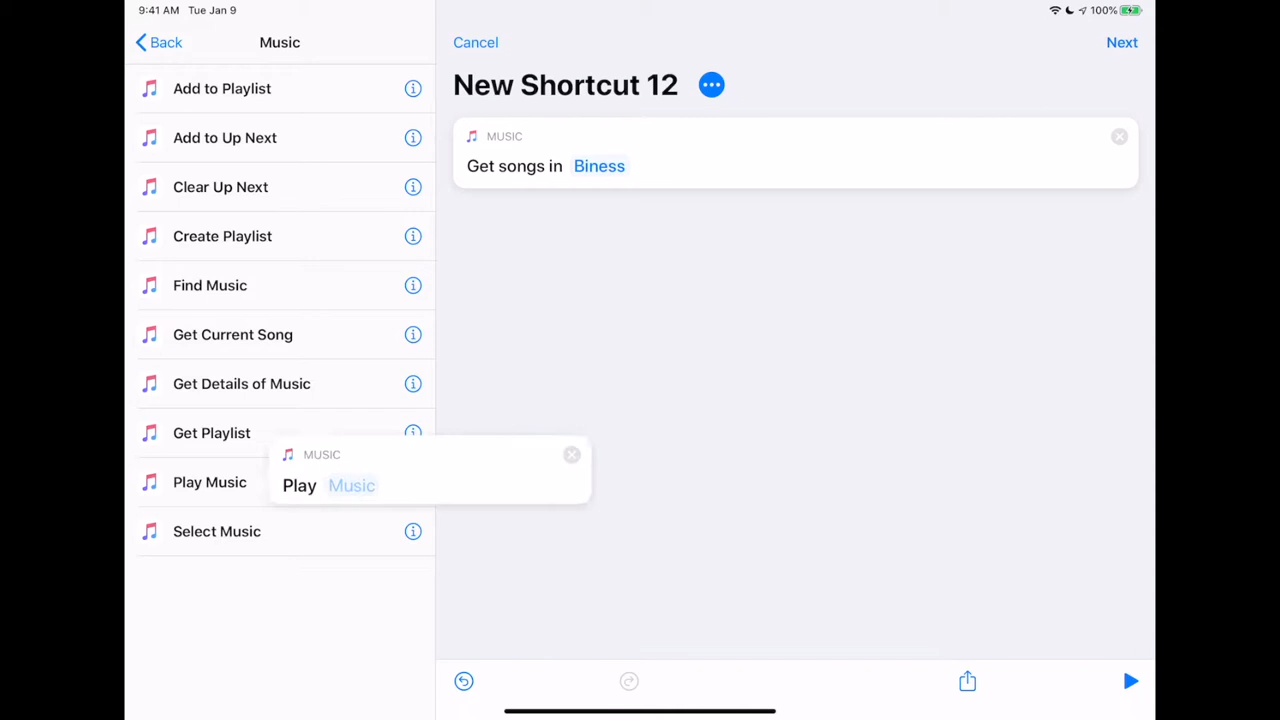 9:41 AM Tue Jan 9
100%
Back
Music
Add to Playlist
Add to Up Next
Clear Up Next
Create Playlist
Find Music
Get Current Song
Get Details of Music
Get Playlist
Play Music
Select Music
MUSIC
Play Music
Cancel
Next
New Shortcut 12
MUSIC
Get songs in Biness